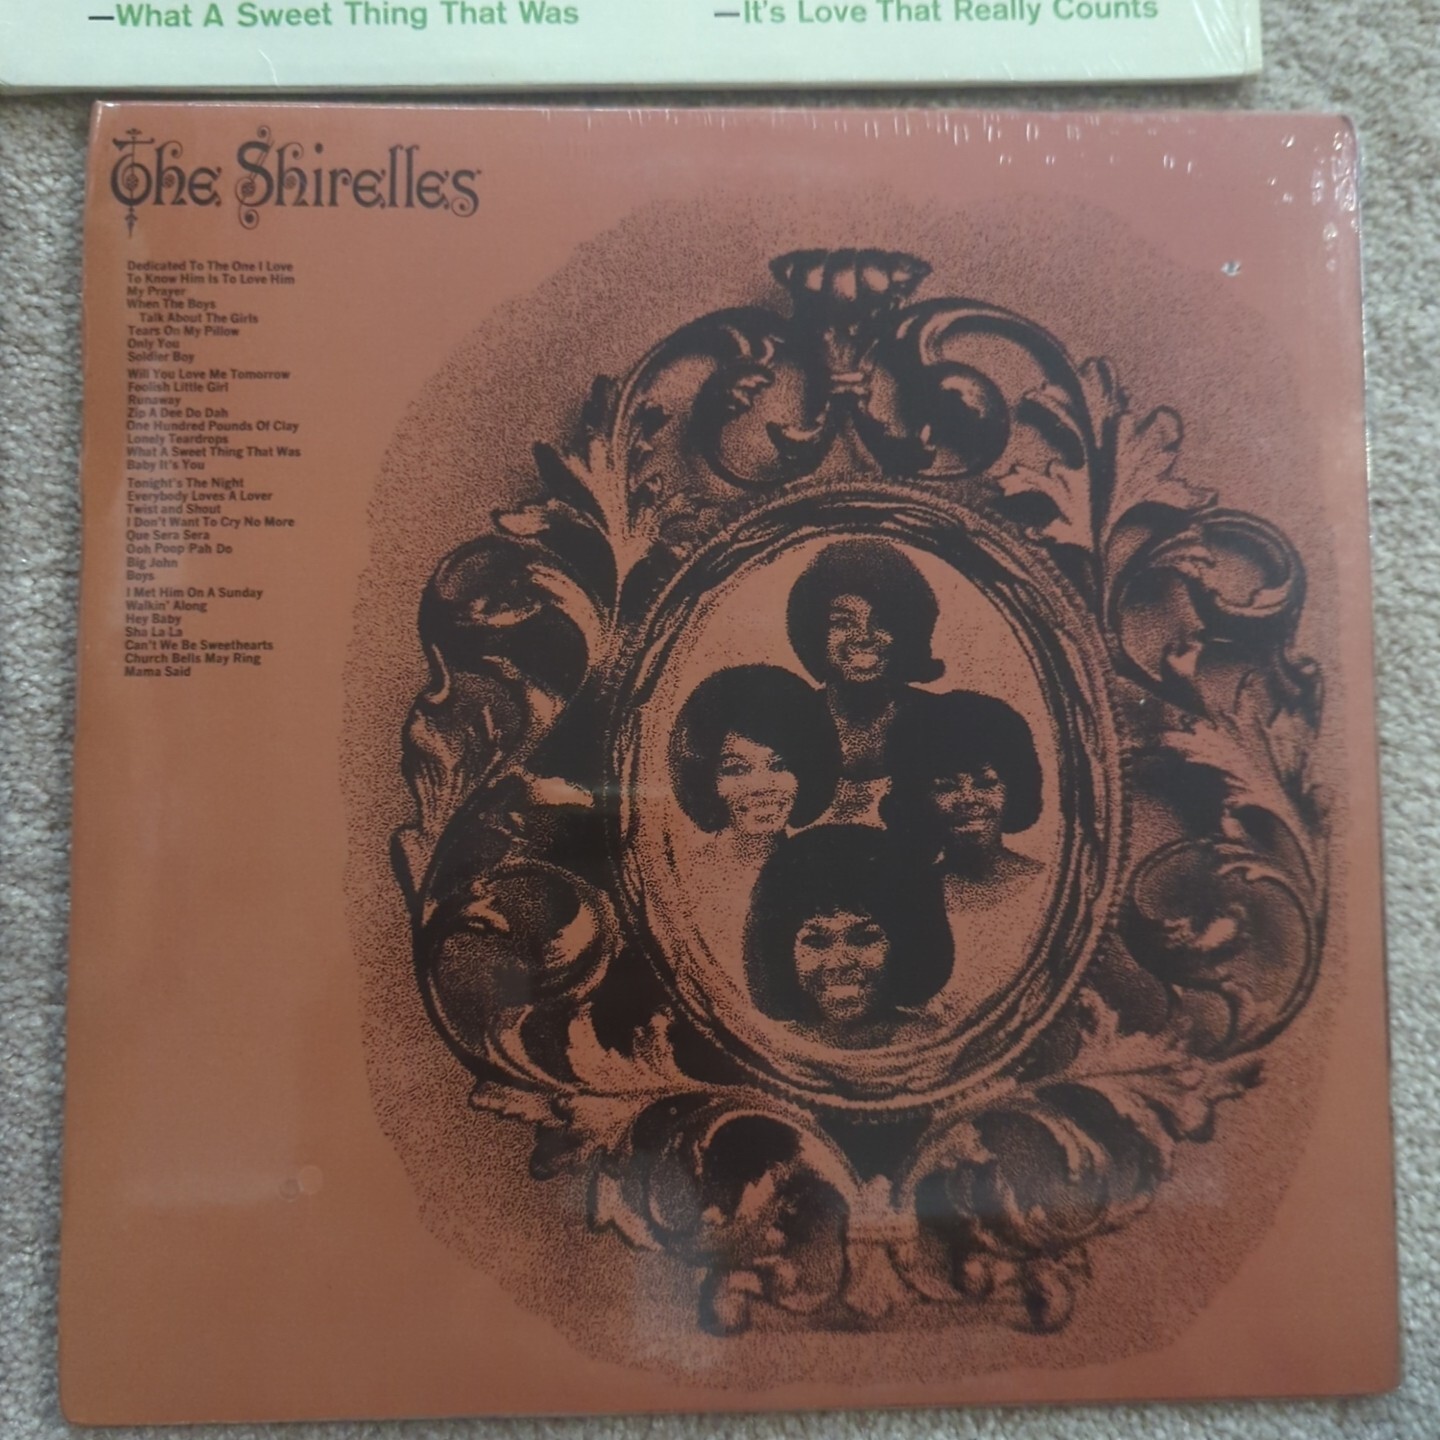 —What A Sweet Thing That Was
—It's Love That Really Counts
The Shirelles
Dedicated To The One I Love
To Know Him Is To Love Him
My Prayer
When The Boys
Talk About The Girls
Tears On My Pillow
Only You
Soldier Boy
Will You Love Me Tomorrow
Foolish Little Girl
Runaway
Zip A Dee Do Dah
One Hundred Pounds Of Clay
Lonely Teardrops
What A Sweet Thing That Was
Baby It's You
Tonight's The Night
Everybody Loves A Lover
Twist and Shout
I Don't Want To Cry No More
Que Sera Sera
Ooh Poop Pah Do
Big John
Boys
I Met Him On A Sunday
Walkin' Along
Hey Baby
Sha La La
Can't We Be Sweethearts
Church Bells May Ring
Mama Said